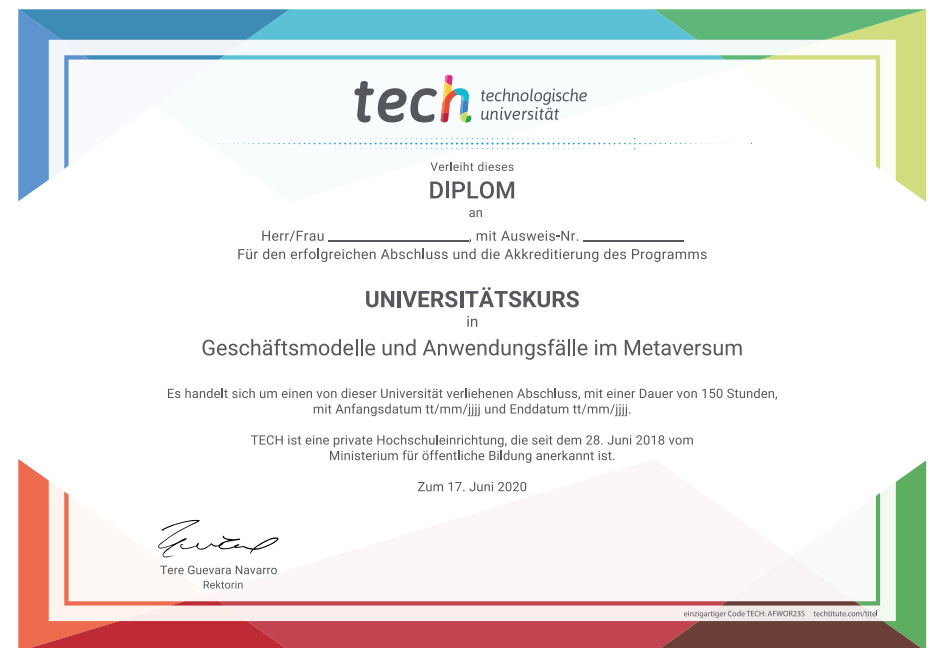 tech technologische
universität
Verleiht dieses
DIPLOM
an
Herr/Frau ____________________, mit Ausweis-Nr. ______________
Für den erfolgreichen Abschluss und die Akkreditierung des Programms
UNIVERSITÄTSKURS
in
Geschäftsmodelle und Anwendungsfälle im Metaversum
Es handelt sich um einen von dieser Universität verliehenen Abschluss, mit einer Dauer von 150 Stunden,
mit Anfangsdatum tt/mm/jjjj und Enddatum tt/mm/jjjj.
TECH ist eine private Hochschuleinrichtung, die seit dem 28. Juni 2018 vom
Ministerium für öffentliche Bildung anerkannt ist.
Zum 17. Juni 2020
Tere Guevara Navarro
Rektorin
einzigartiger Code TECH: AFWOR23S techtitute.com/titel